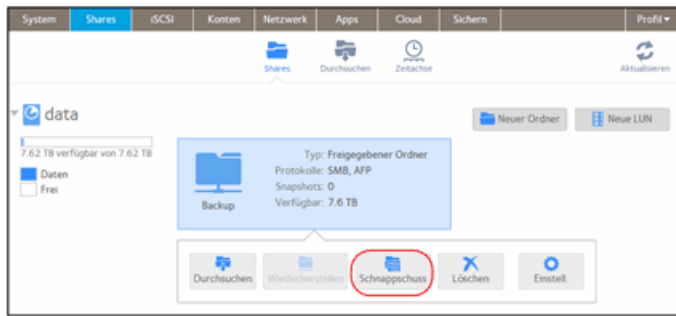 System Shares iSCSI Konten Netzwerk Apps Cloud Sichern Profil
Shares Durchsuchen Zeitachse Aktualisieren
data
Neuer Ordner Neue LUN
7.62 TB verfügbar von 7.62 TB
Daten
Frei
Typ: Freigegebener Ordner
Protokolle: SMB, AFP
Snapshots: 0
Verfügbar: 7.6 TB
Backup
Durchsuchen Wiederherstellen Schnappschuss Löschen Einstell.